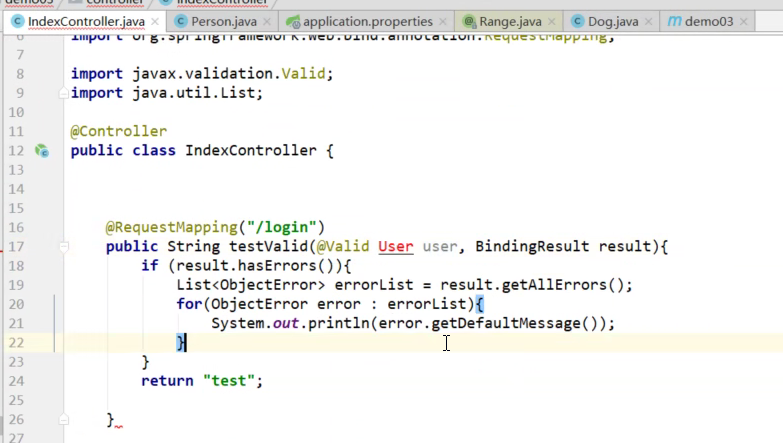 demo03 controller IndexController
IndexController.java Person.java application.properties Range.java Dog.java demo03
6 import org.springframework.web.bind.annotation.RequestMapping;
7
8 import javax.validation.Valid;
9 import java.util.List;
10
11 @Controller
12 public class IndexController {
13
14
15
16 @RequestMapping("/login")
17 public String testValid(@Valid User user, BindingResult result){
18 if (result.hasErrors()){
19 List<ObjectError> errorList = result.getAllErrors();
20 for(ObjectError error : errorList){
21 System.out.println(error.getDefaultMessage());
22 }
23 }
24 return "test";
25
26 }
27